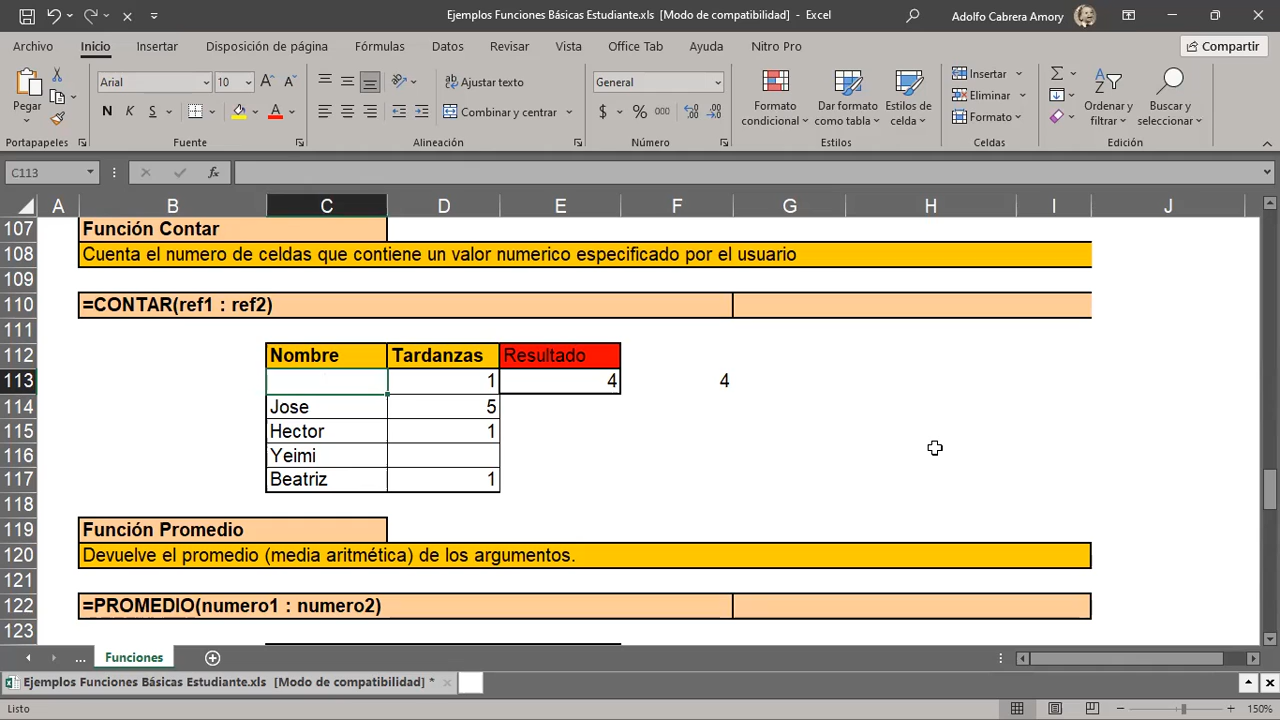 Ejemplos Funciones Básicas Estudiante.xls [Modo de compatibilidad] - Excel
Adolfo Cabrera Amory
Archivo Inicio Insertar Disposición de página Fórmulas Datos Revisar Vista Office Tab Ayuda Nitro Pro Compartir
Pegar
Portapapeles
Arial 10
N K S
Fuente
Ajustar texto
Combinar y centrar
Alineación
General
$ % 000
Número
Formato condicional
Dar formato como tabla
Estilos de celda
Estilos
Insertar
Eliminar
Formato
Celdas
Ordenar y filtrar
Buscar y seleccionar
Edición
C113 fx
A B C D E F G H I J
107 Función Contar
108 Cuenta el numero de celdas que contiene un valor numerico especificado por el usuario
109
110 =CONTAR(ref1 : ref2)
111
112 Nombre Tardanzas Resultado
113 1 4 4
114 Jose 5
115 Hector 1
116 Yeimi
117 Beatriz 1
118
119 Función Promedio
120 Devuelve el promedio (media aritmética) de los argumentos.
121
122 =PROMEDIO(numero1 : numero2)
123
... Funciones
Ejemplos Funciones Básicas Estudiante.xls [Modo de compatibilidad] *
Listo 150%